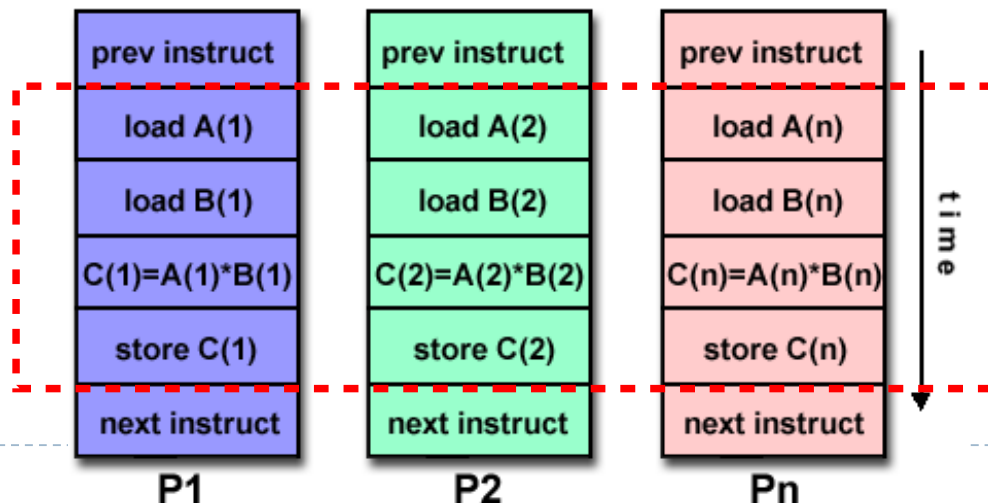 prev instruct
load A(1)
load B(1)
C(1)=A(1)*B(1)
store C(1)
next instruct
P1
prev instruct
load A(2)
load B(2)
C(2)=A(2)*B(2)
store C(2)
next instruct
P2
prev instruct
load A(n)
load B(n)
C(n)=A(n)*B(n)
store C(n)
next instruct
Pn
time